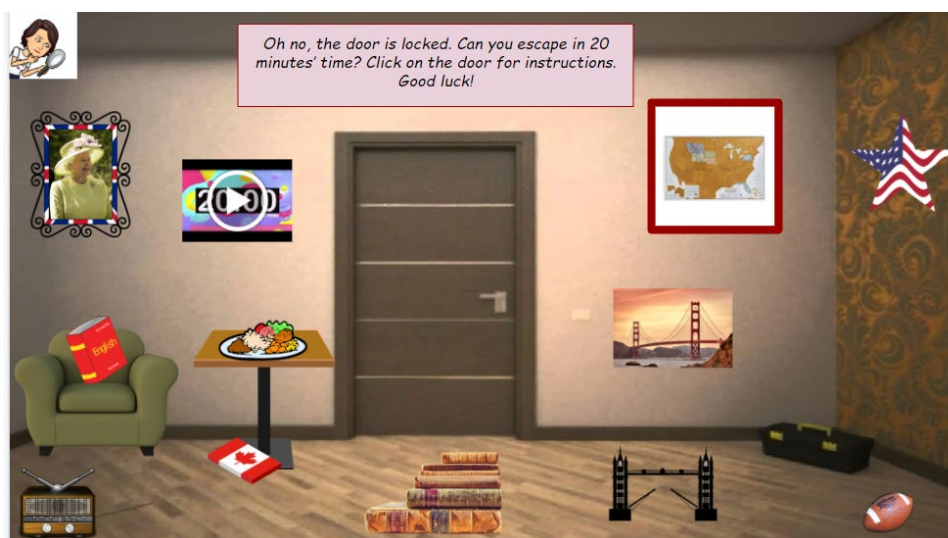 Oh no, the door is locked. Can you escape in 20
minutes' time? Click on the door for instructions.
Good luck!
20:00
English